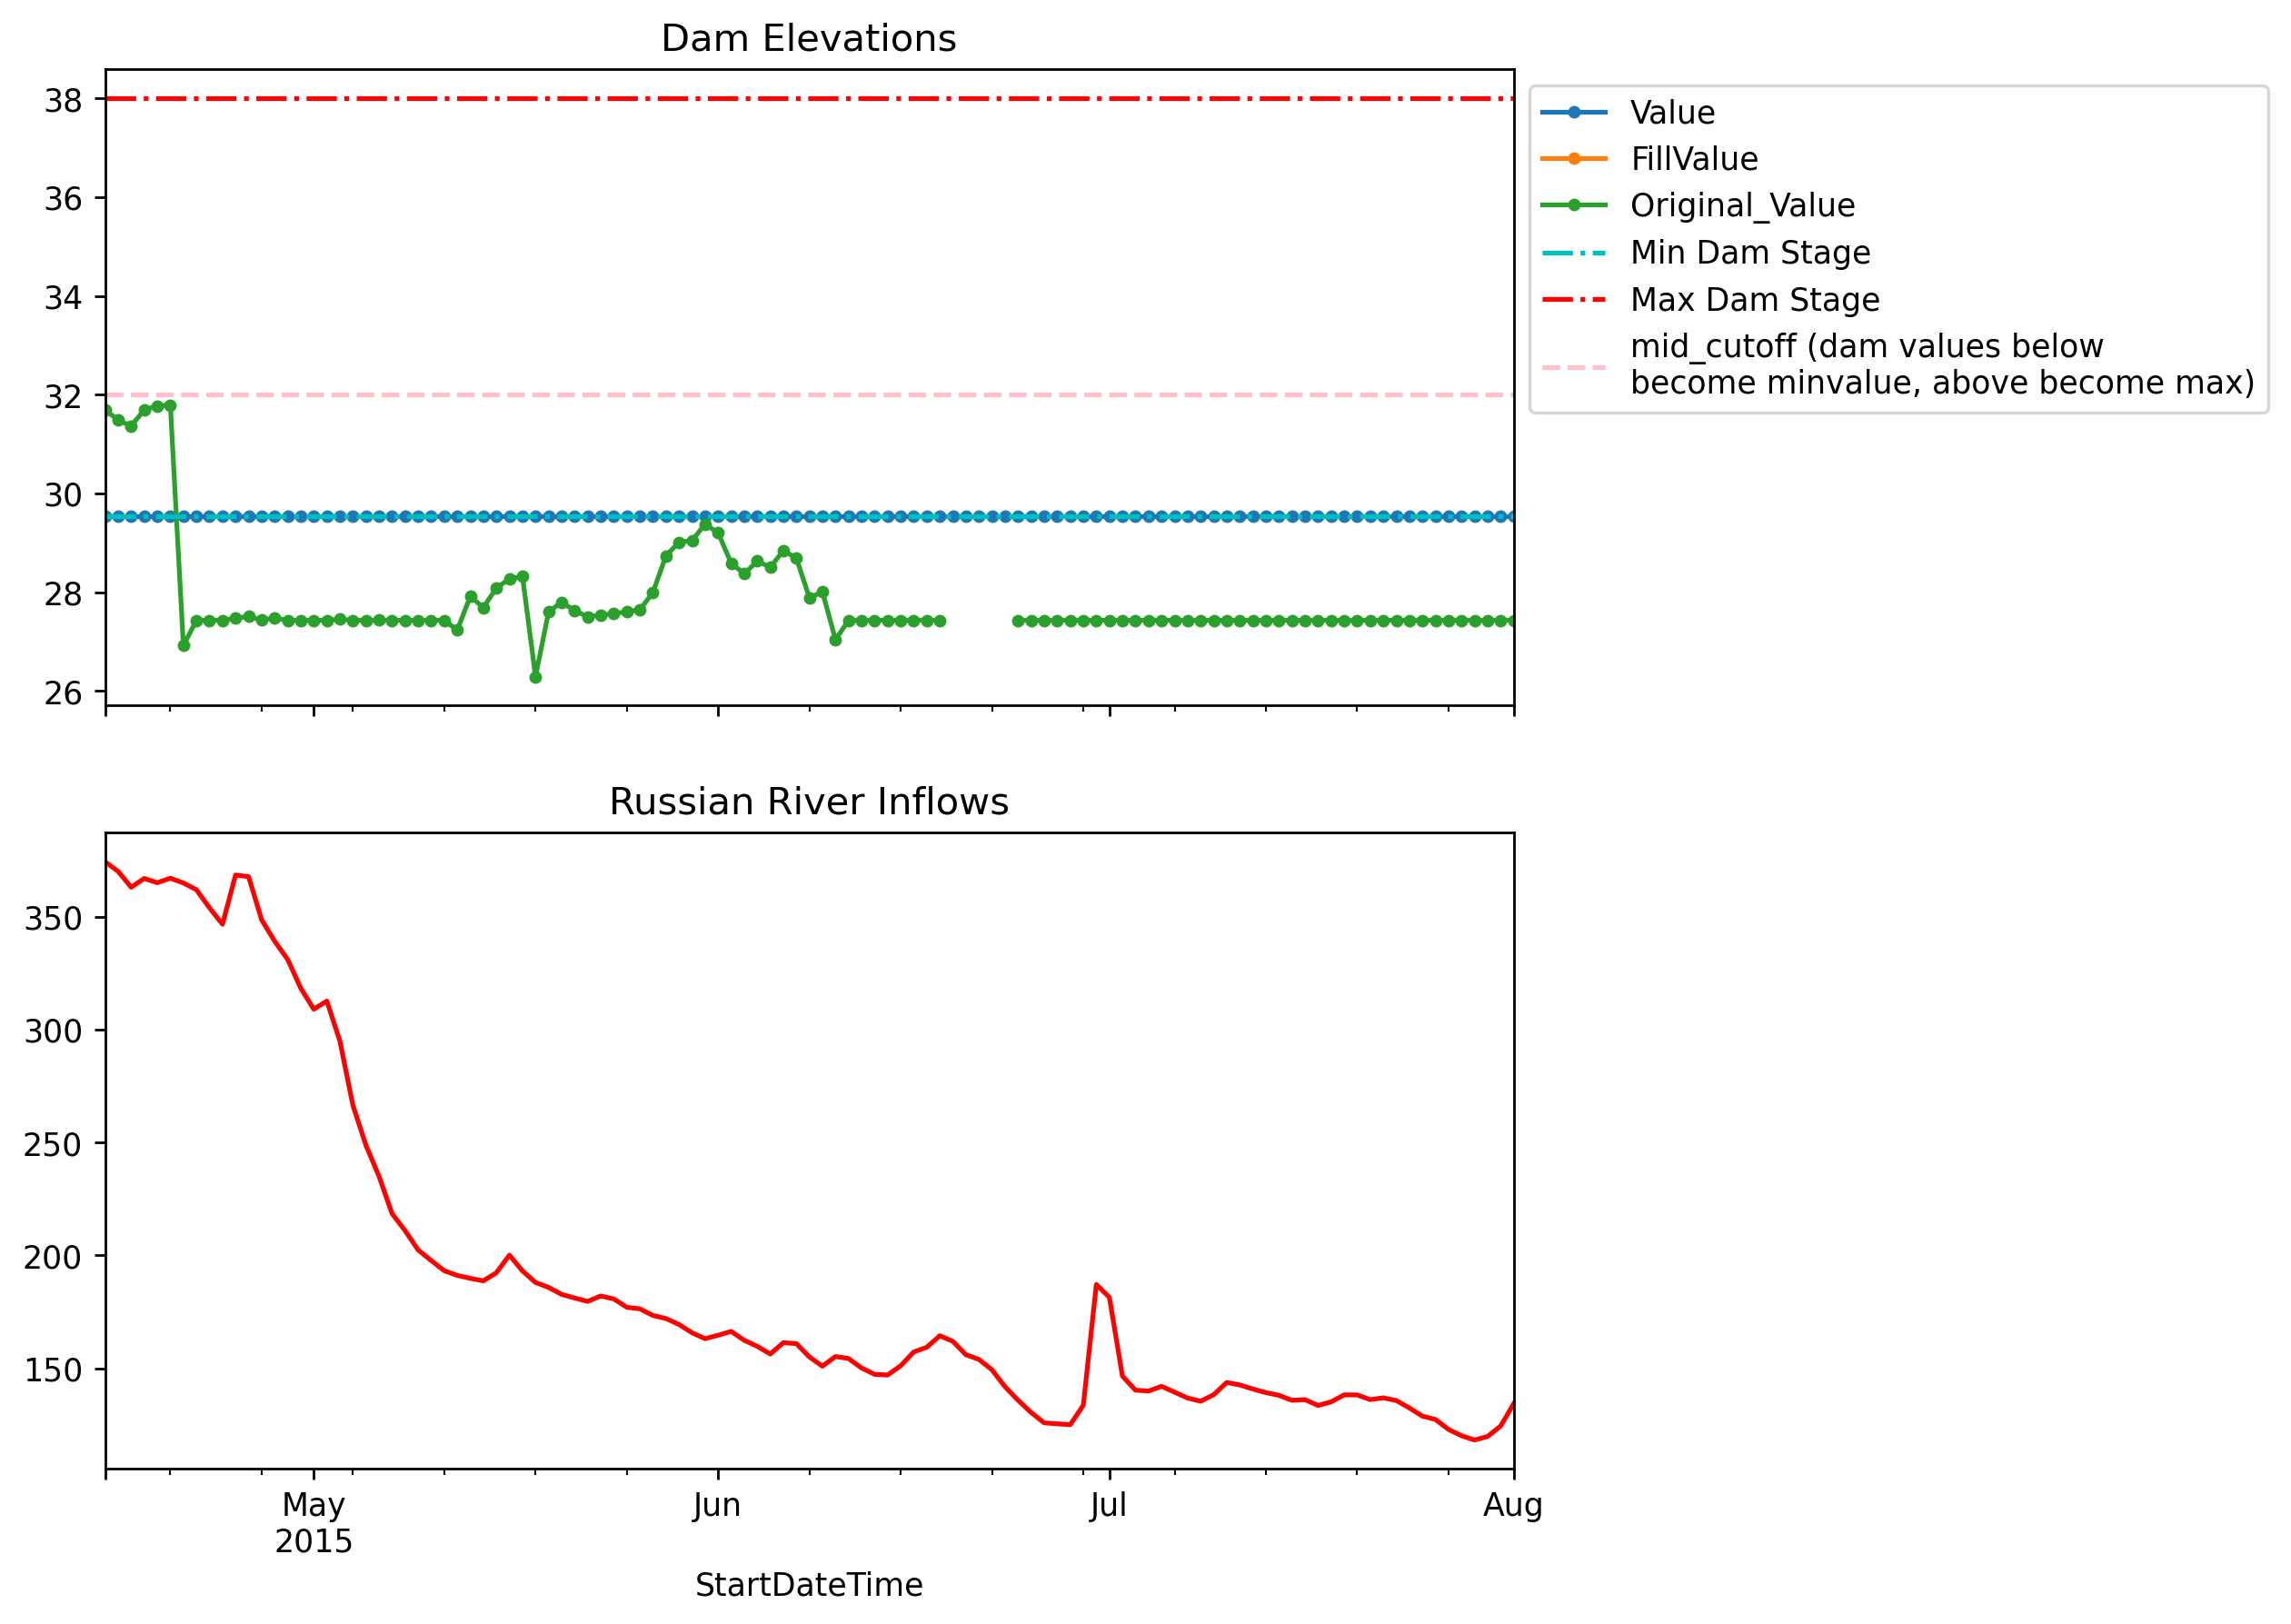 Dam Elevations
38
36
34
32
30
28
26
Value
FillValue
Original_Value
Min Dam Stage
Max Dam Stage
mid_cutoff (dam values below
become minvalue, above become max)
Russian River Inflows
350
300
250
200
150
May
2015
Jun
Jul
Aug
StartDateTime